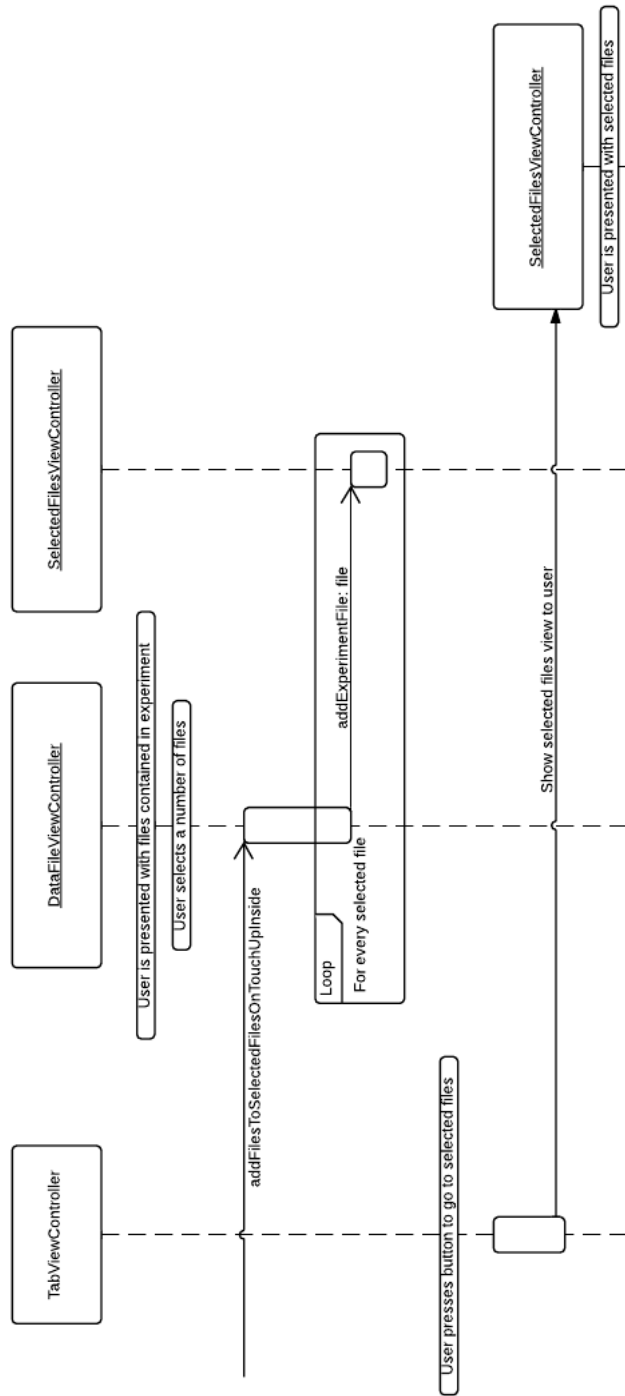 TabViewController
DataFileViewController
SelectedFilesViewController
User is presented with files contained in experiment
User selects a number of files
addFilesToSelectedFilesOnTouchUpInside
Loop
For every selected file
addExperimentFile: file
User presses button to go to selected files
Show selected files view to user
SelectedFilesViewController
User is presented with selected files